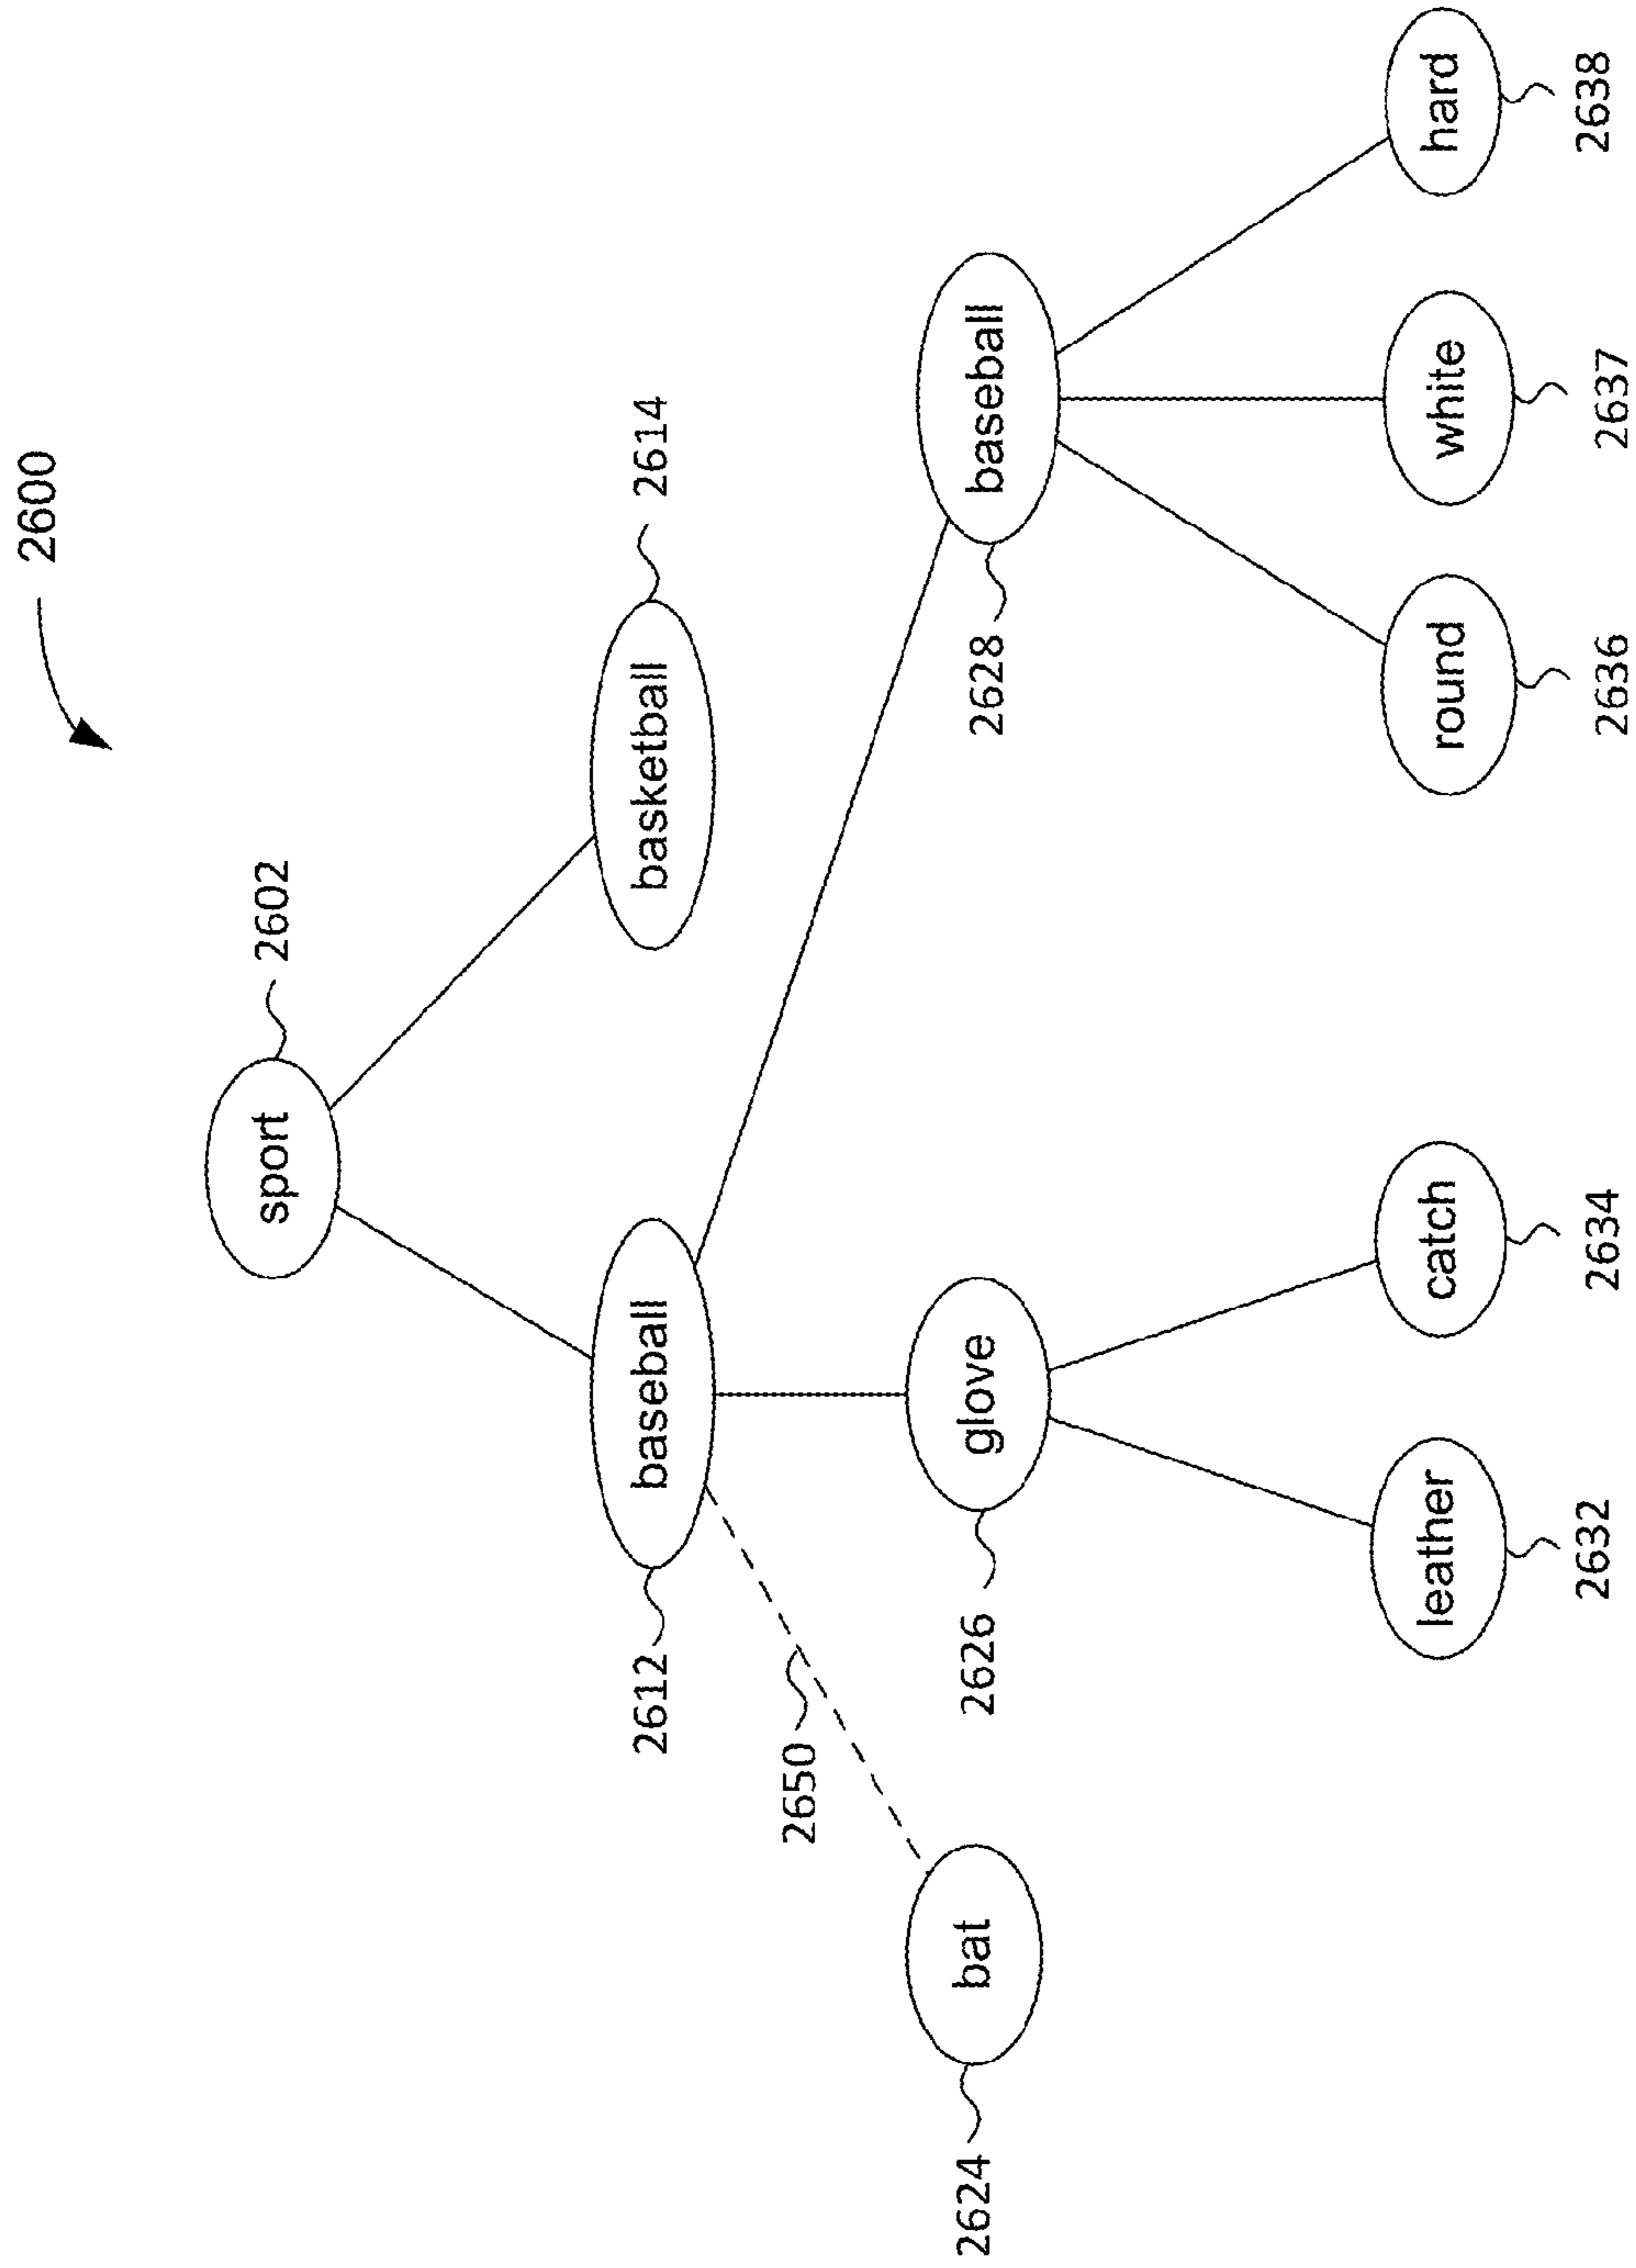 2600
sport
2602
baseball
2612
basketball
2614
2650
bat
2624
glove
2626
baseball
2628
leather
2632
catch
2634
round
2636
white
2637
hard
2638